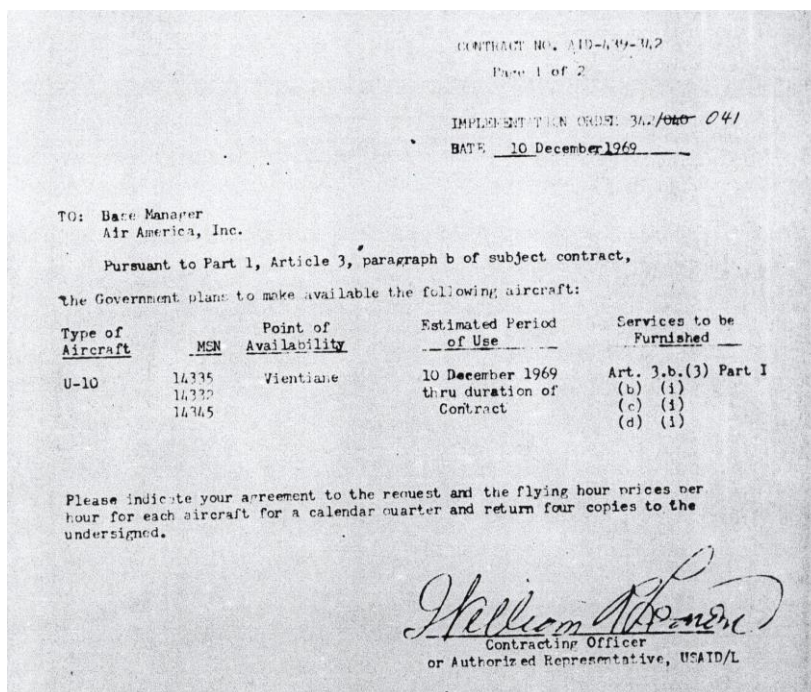 CONTRACT NO. AID-439-342
Page 1 of 2
IMPLEMENTATION ORDER 342/040 041
DATE 10 December 1969
TO: Base Manager
Air America, Inc.
Pursuant to Part 1, Article 3, paragraph b of subject contract,
the Government plans to make available the following aircraft:
Type of Aircraft MSN Point of Availability Estimated Period of Use Services to be Furnished
U-10 14335 Vientiane 10 December 1969 Art. 3.b.(3) Part I
14332 thru duration of (b) (i)
14345 Contract (c) (i)
(d) (i)
Please indicate your agreement to the request and the flying hour prices per
hour for each aircraft for a calendar quarter and return four copies to the
undersigned.
William
Contracting Officer
or Authorized Representative, USAID/L